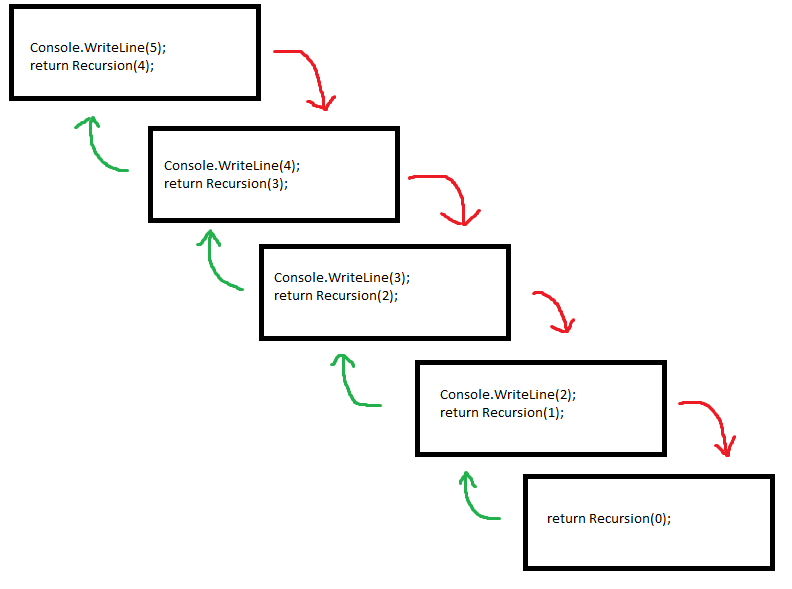 Console.WriteLine(5);
return Recursion(4);
Console.WriteLine(4);
return Recursion(3);
Console.WriteLine(3);
return Recursion(2);
Console.WriteLine(2);
return Recursion(1);
return Recursion(0);